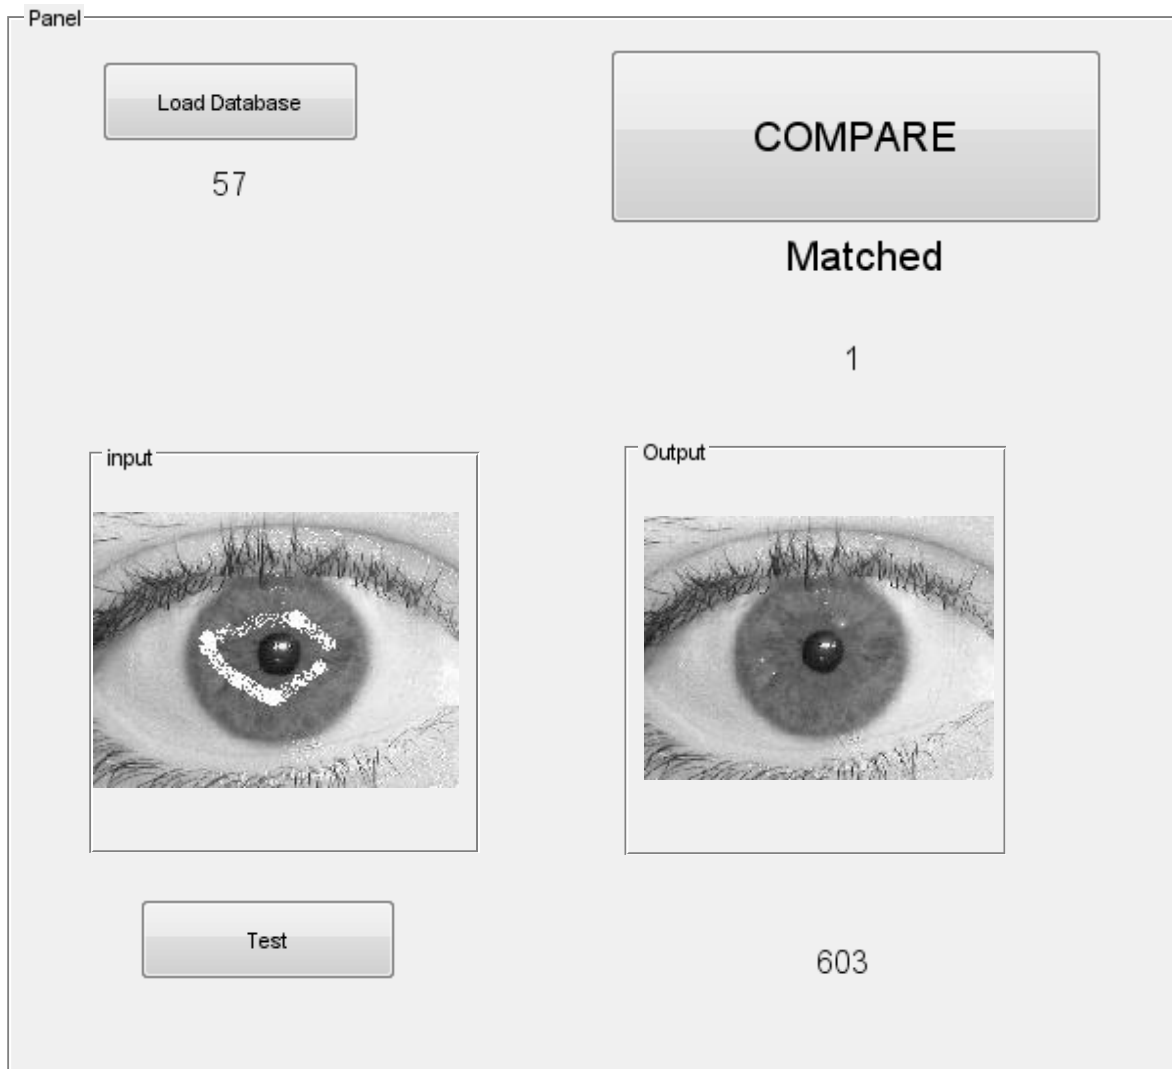 Panel
Load Database
COMPARE
57
Matched
1
input
Output
Test
603